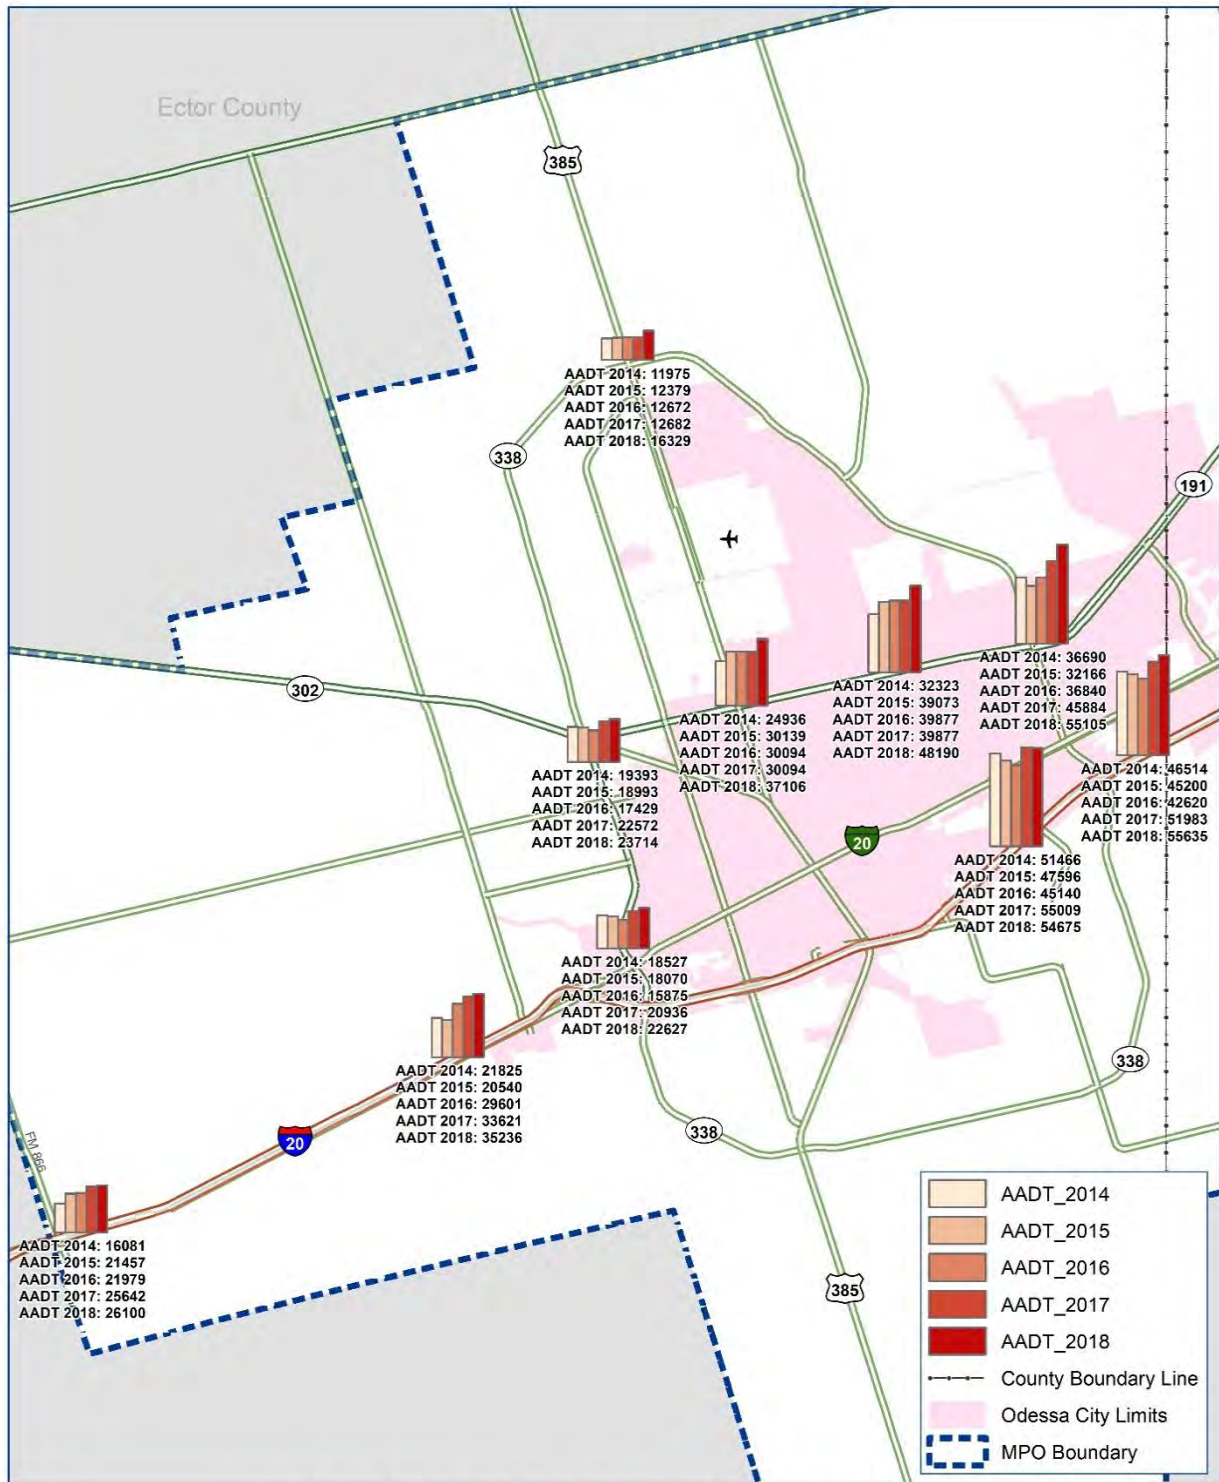 Ector County
385
AADT 2014: 11975
AADT 2015: 12379
AADT 2016: 12672
AADT 2017: 12682
AADT 2018: 16329
338
191
AADT 2014: 36690
AADT 2015: 32166
AADT 2016: 36840
AADT 2017: 45884
AADT 2018: 55105
AADT 2014: 32323
AADT 2015: 39073
AADT 2016: 39877
AADT 2017: 39877
AADT 2018: 48190
302
AADT 2014: 24936
AADT 2015: 30139
AADT 2016: 30094
AADT 2017: 30094
AADT 2018: 37106
AADT 2014: 19393
AADT 2015: 18993
AADT 2016: 17429
AADT 2017: 22572
AADT 2018: 23714
AADT 2014: 46514
AADT 2015: 45200
AADT 2016: 42620
AADT 2017: 51983
AADT 2018: 55635
20
AADT 2014: 51466
AADT 2015: 47596
AADT 2016: 45140
AADT 2017: 55009
AADT 2018: 54675
AADT 2014: 18527
AADT 2015: 18070
AADT 2016: 15875
AADT 2017: 20936
AADT 2018: 22627
AADT 2014: 21825
AADT 2015: 20540
AADT 2016: 29601
AADT 2017: 33621
AADT 2018: 35236
338
338
20
FM 866
AADT 2014: 16081
AADT 2015: 21457
AADT 2016: 21979
AADT 2017: 25642
AADT 2018: 26100
385
AADT_2014
AADT_2015
AADT_2016
AADT_2017
AADT_2018
County Boundary Line
Odessa City Limits
MPO Boundary